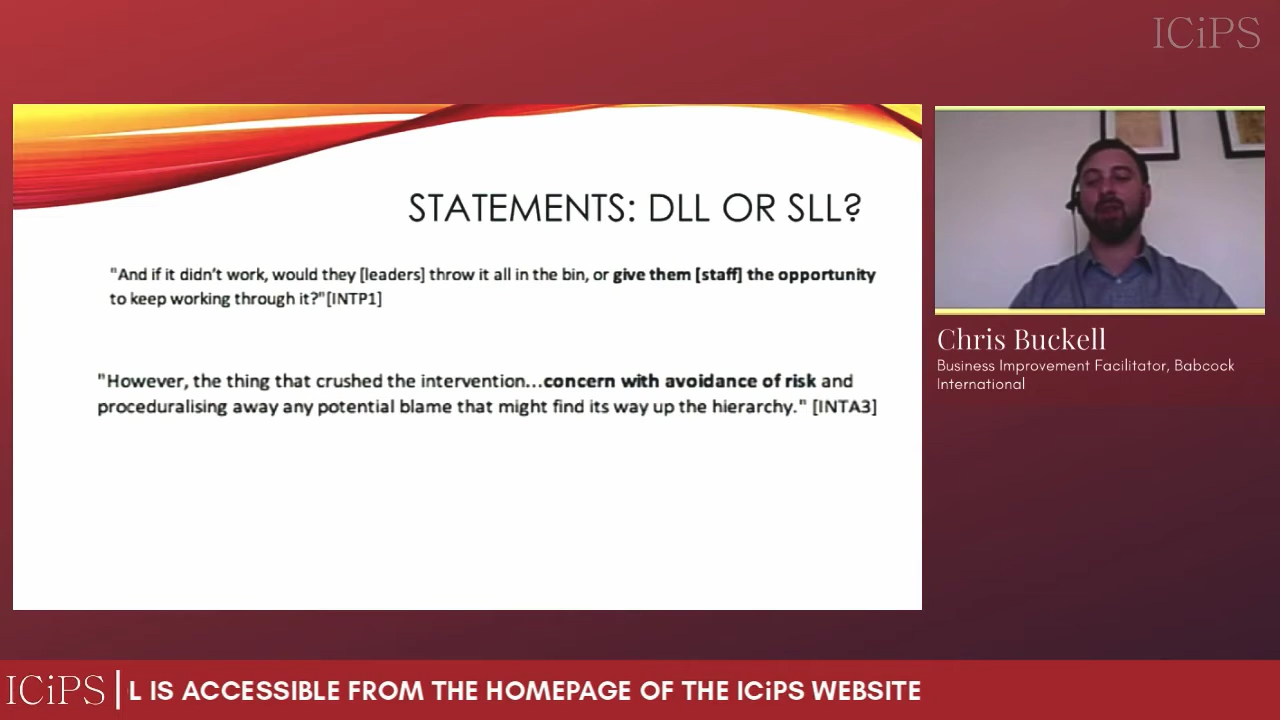 ICiPS
STATEMENTS: DLL OR SLL?
"And if it didn't work, would they [leaders] throw it all in the bin, or give them [staff] the opportunity
to keep working through it?"[INTP1]
"However, the thing that crushed the intervention...concern with avoidance of risk and
proceduralising away any potential blame that might find its way up the hierarchy." [INTA3]
Chris Buckell
Business Improvement Facilitator, Babcock
International
ICiPS L IS ACCESSIBLE FROM THE HOMEPAGE OF THE ICiPS WEBSITE